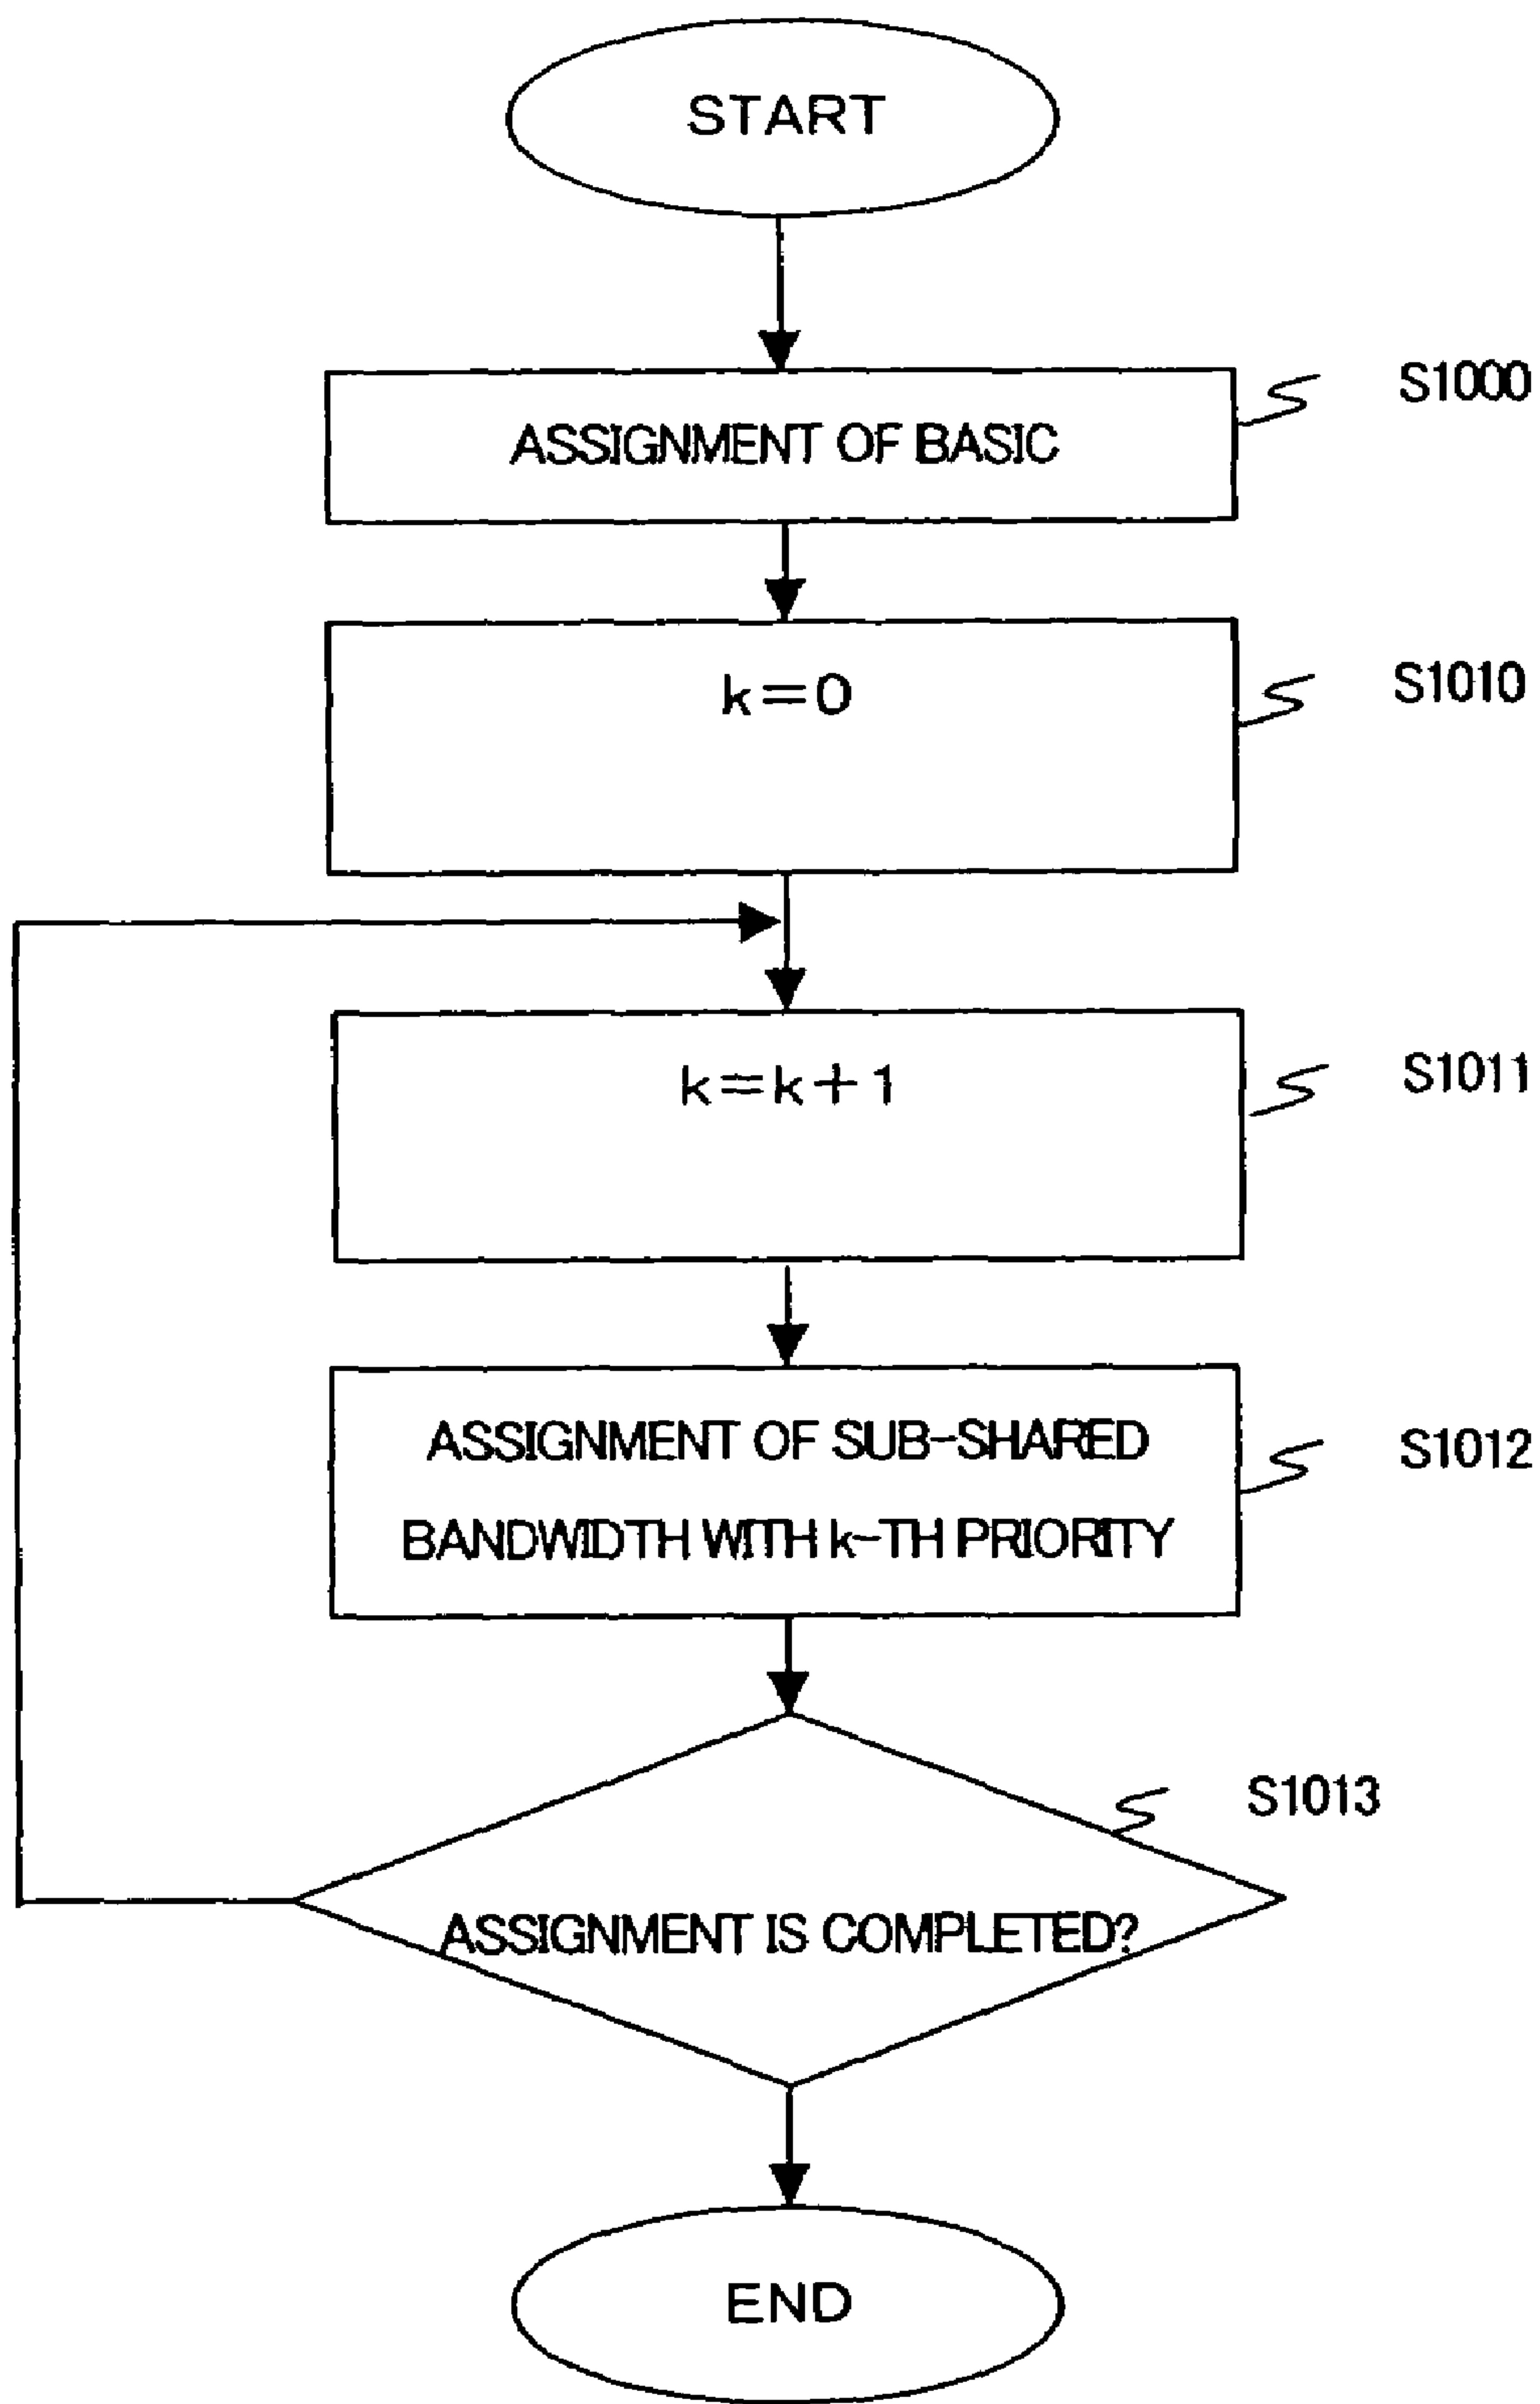 START
S1000
ASSIGNMENT OF BASIC
S1010
k=0
S1011
k=k+1
ASSIGNMENT OF SUB-SHARED
S1012
BANDWIDTH WITH k-TH PRIORITY
S1013
ASSIGNMENT IS COMPLETED?
END